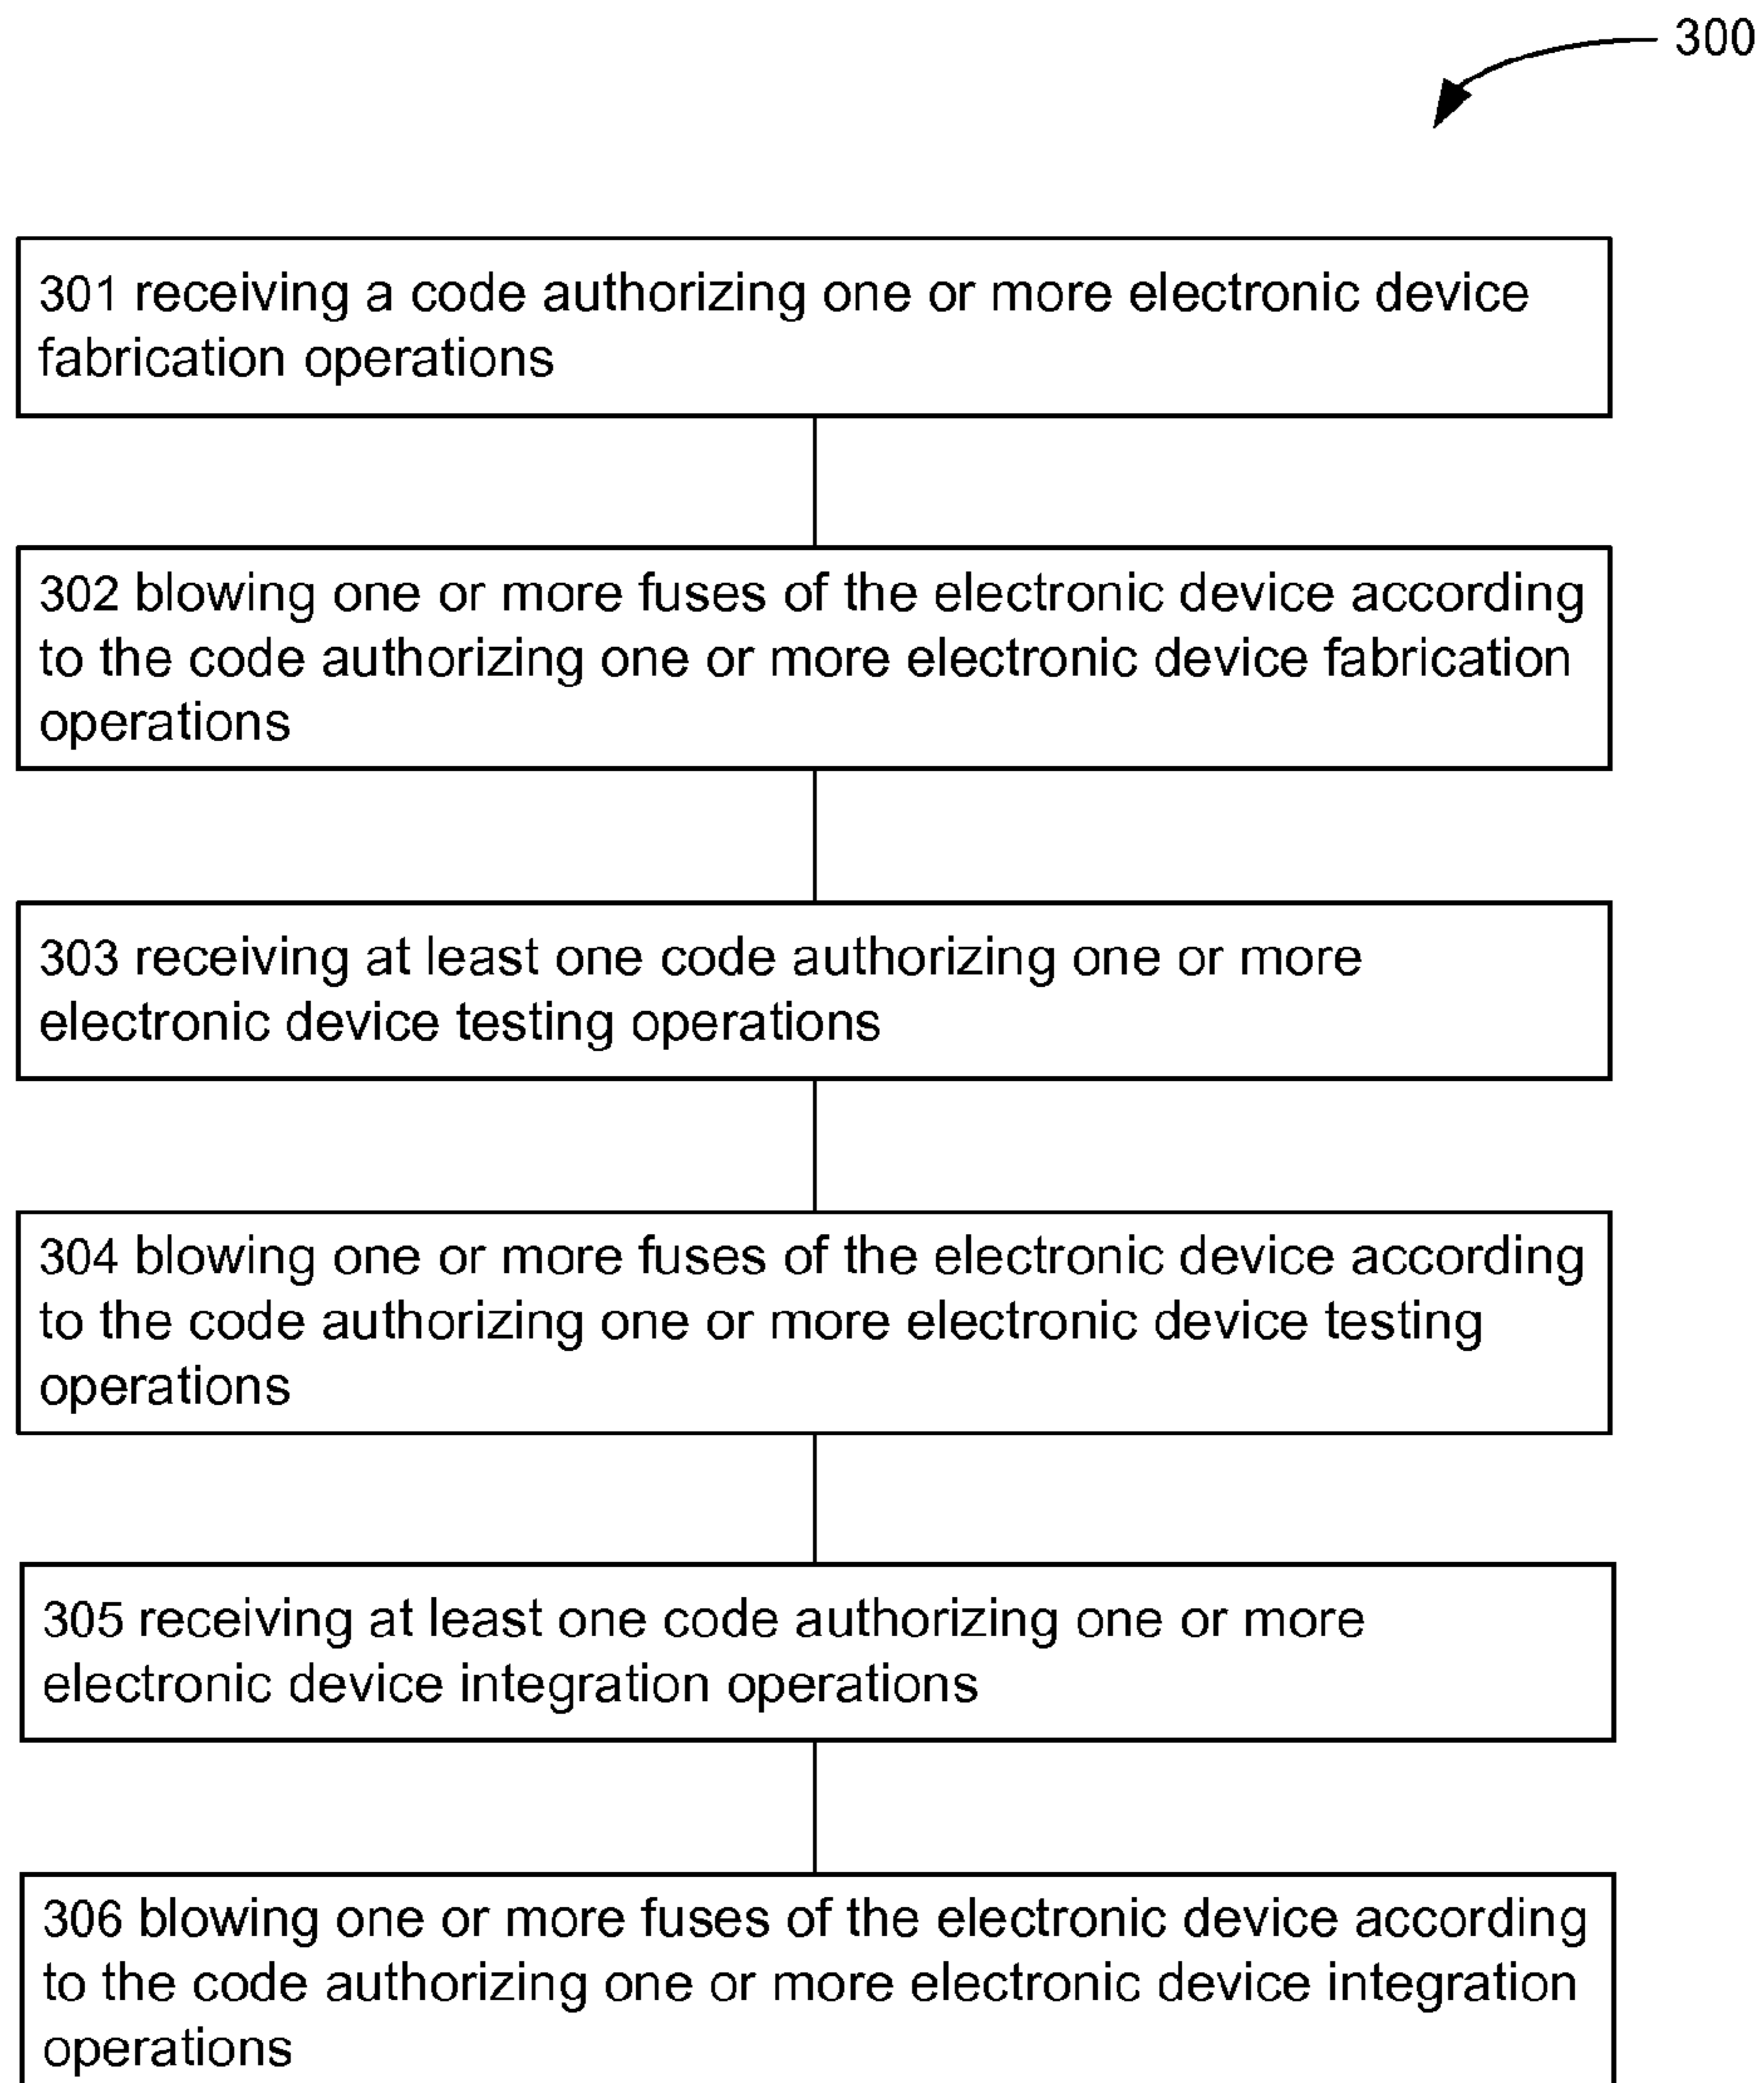 300
301 receiving a code authorizing one or more electronic device
fabrication operations
302 blowing one or more fuses of the electronic device according
to the code authorizing one or more electronic device fabrication
operations
303 receiving at least one code authorizing one or more
electronic device testing operations
304 blowing one or more fuses of the electronic device according
to the code authorizing one or more electronic device testing
operations
305 receiving at least one code authorizing one or more
electronic device integration operations
306 blowing one or more fuses of the electronic device according
to the code authorizing one or more electronic device integration
operations